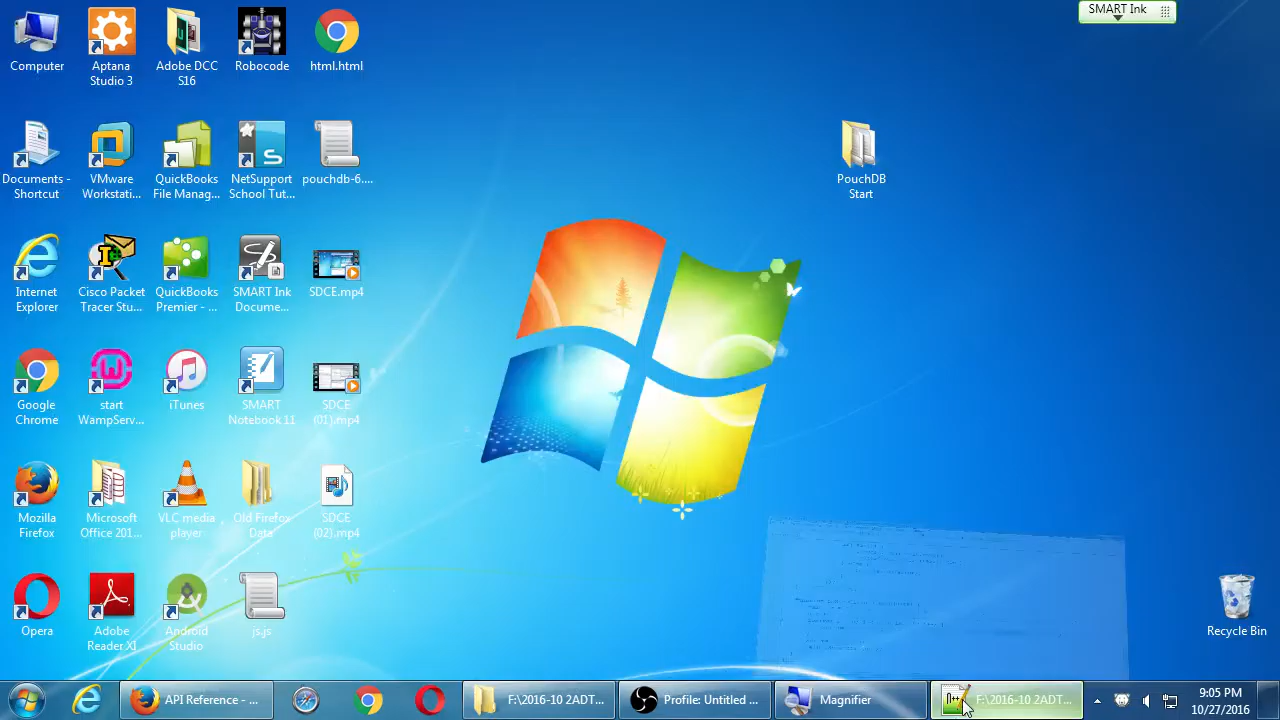 SMART Ink
Computer
Aptana
Studio 3
Adobe DCC
S16
Robocode
html.html
Documents -
Shortcut
VMware
Workstati...
QuickBooks
File Manag...
NetSupport
School Tut...
pouchdb-6....
PouchDB
Start
Internet
Explorer
Cisco Packet
Tracer Stu...
QuickBooks
Premier - ...
SMART Ink
Docume...
SDCE.mp4
Google
Chrome
start
WampServ...
iTunes
SMART
Notebook 11
SDCE
(01).mp4
Mozilla
Firefox
Microsoft
Office 201...
VLC media
player
Old Firefox
Data
SDCE
(02).mp4
Opera
Adobe
Reader XI
Android
Studio
js.js
Recycle Bin
API Reference - ...
F:\2016-10 2ADT...
Profile: Untitled ...
Magnifier
F:\2016-10 2ADT...
9:05 PM
10/27/2016